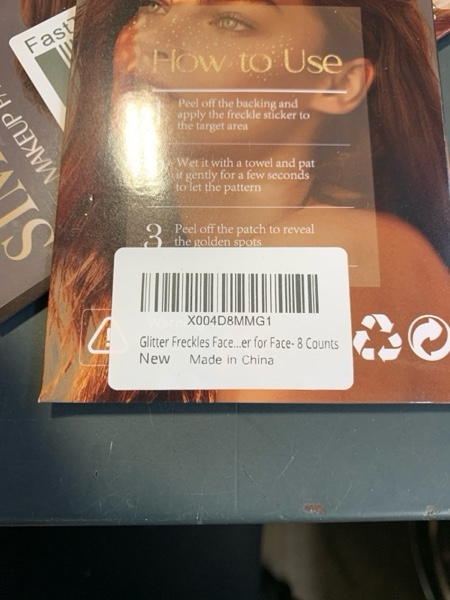 Fast
SIM
MAKEUP
How to Use
Peel off the backing and
apply the freckle sticker to
the target area
Wet it with a towel and pat
it gently for a few seconds
to let the pattern
3
Peel off the patch to reveal
the golden spots
X004D8MMG1
Glitter Freckles Face...er for Face- 8 Counts
New Made in China